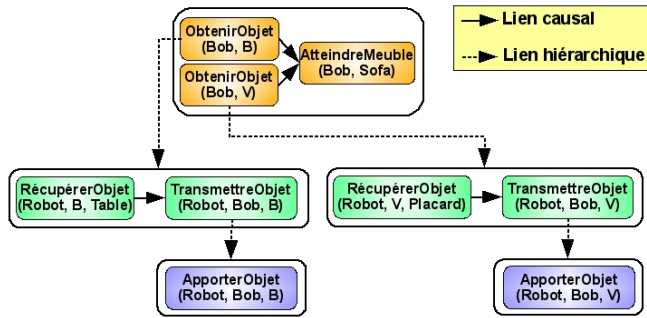 ObtenirObjet
(Bob, B)
AtteindreMeuble
(Bob, Sofa)
ObtenirObjet
(Bob, V)
Lien causal
Lien hiérarchique
RécupérerObjet
(Robot, B, Table)
TransmettreObjet
(Robot, Bob, B)
RécupérerObjet
(Robot, V, Placard)
TransmettreObjet
(Robot, Bob, V)
ApporterObjet
(Robot, Bob, B)
ApporterObjet
(Robot, Bob, V)